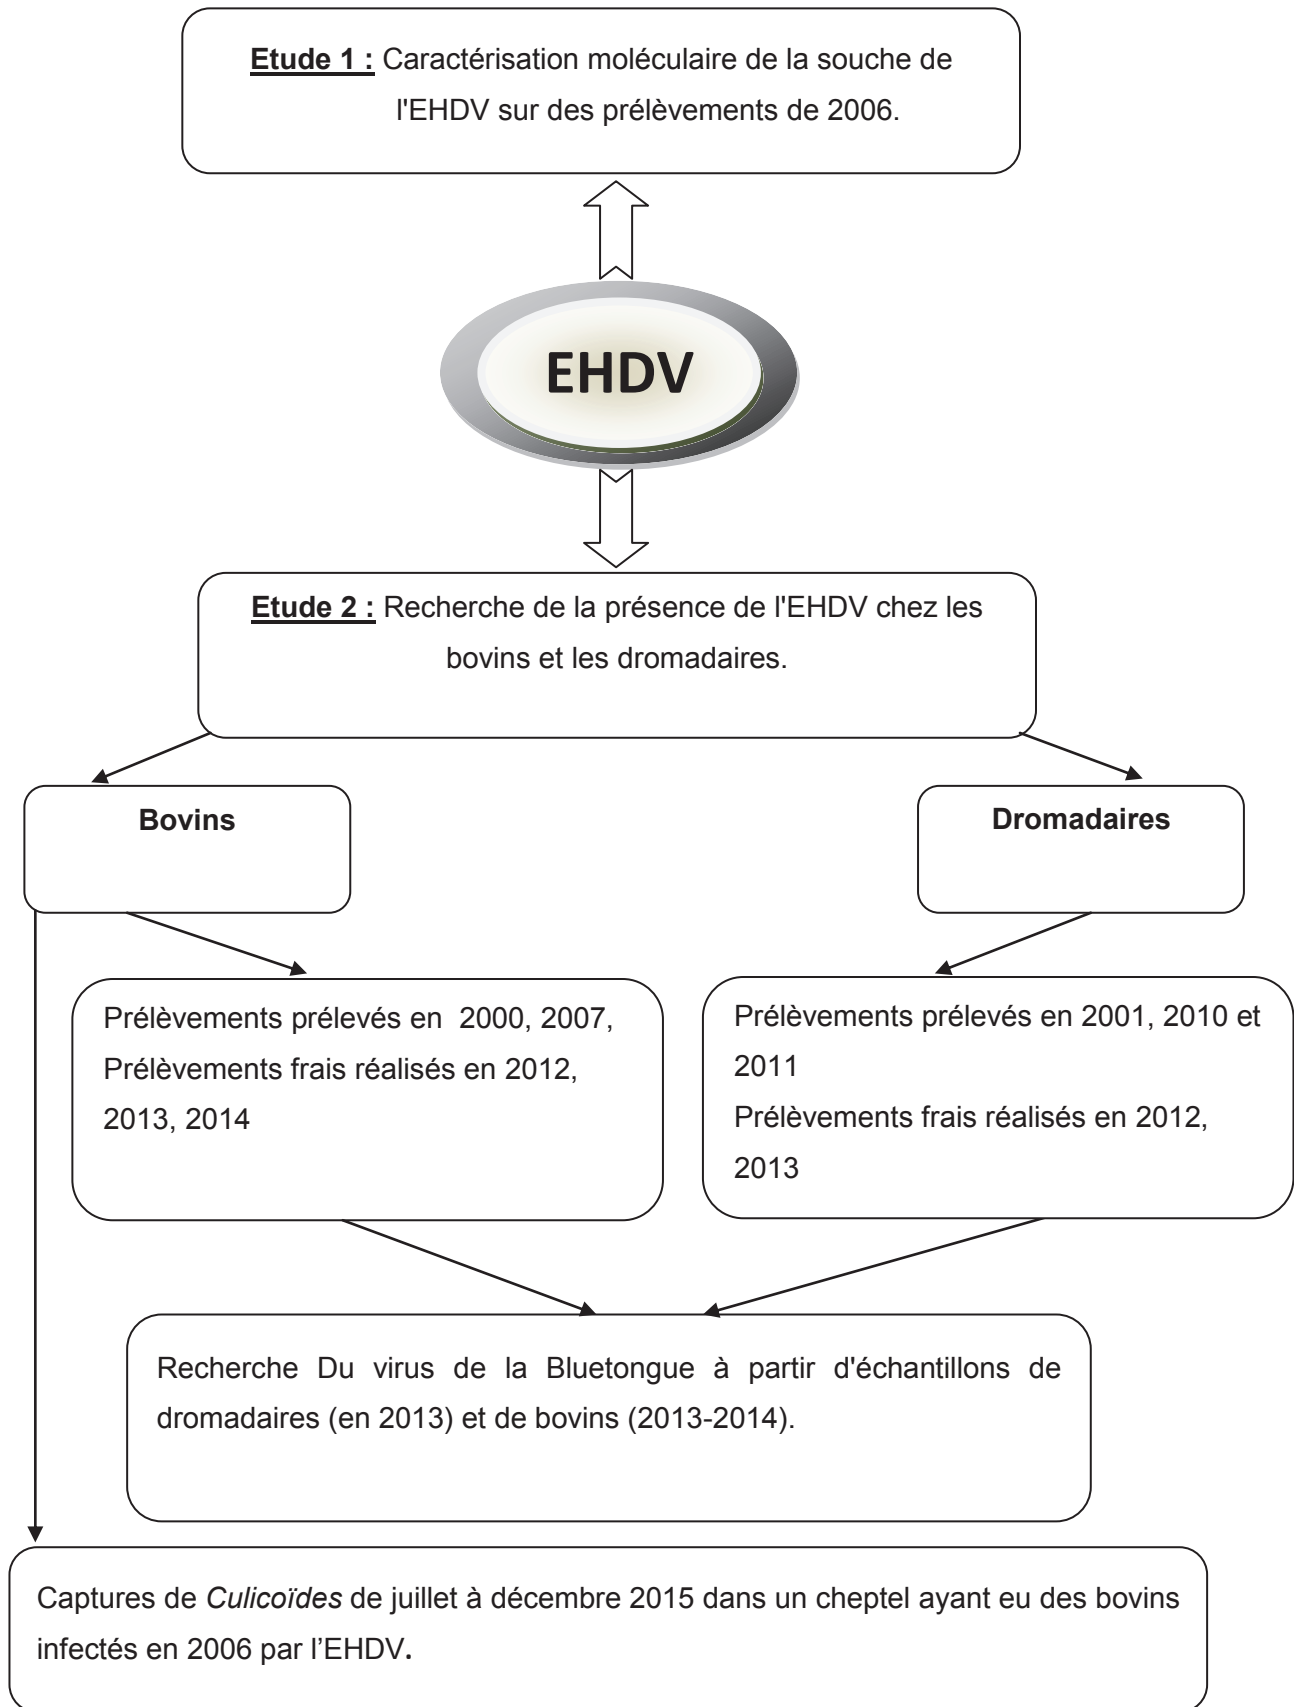 Etude 1 : Caractérisation moléculaire de la souche de
l'EHDV sur des prélèvements de 2006.
EHDV
Etude 2 : Recherche de la présence de l'EHDV chez les
bovins et les dromadaires.
Bovins
Dromadaires
Prélèvements prélevés en 2000, 2007,
Prélèvements frais réalisés en 2012,
2013, 2014
Prélèvements prélevés en 2001, 2010 et
2011
Prélèvements frais réalisés en 2012,
2013
Recherche Du virus de la Bluetongue à partir d'échantillons de
dromadaires (en 2013) et de bovins (2013-2014).
Captures de Culicoïdes de juillet à décembre 2015 dans un cheptel ayant eu des bovins
infectés en 2006 par l’EHDV.